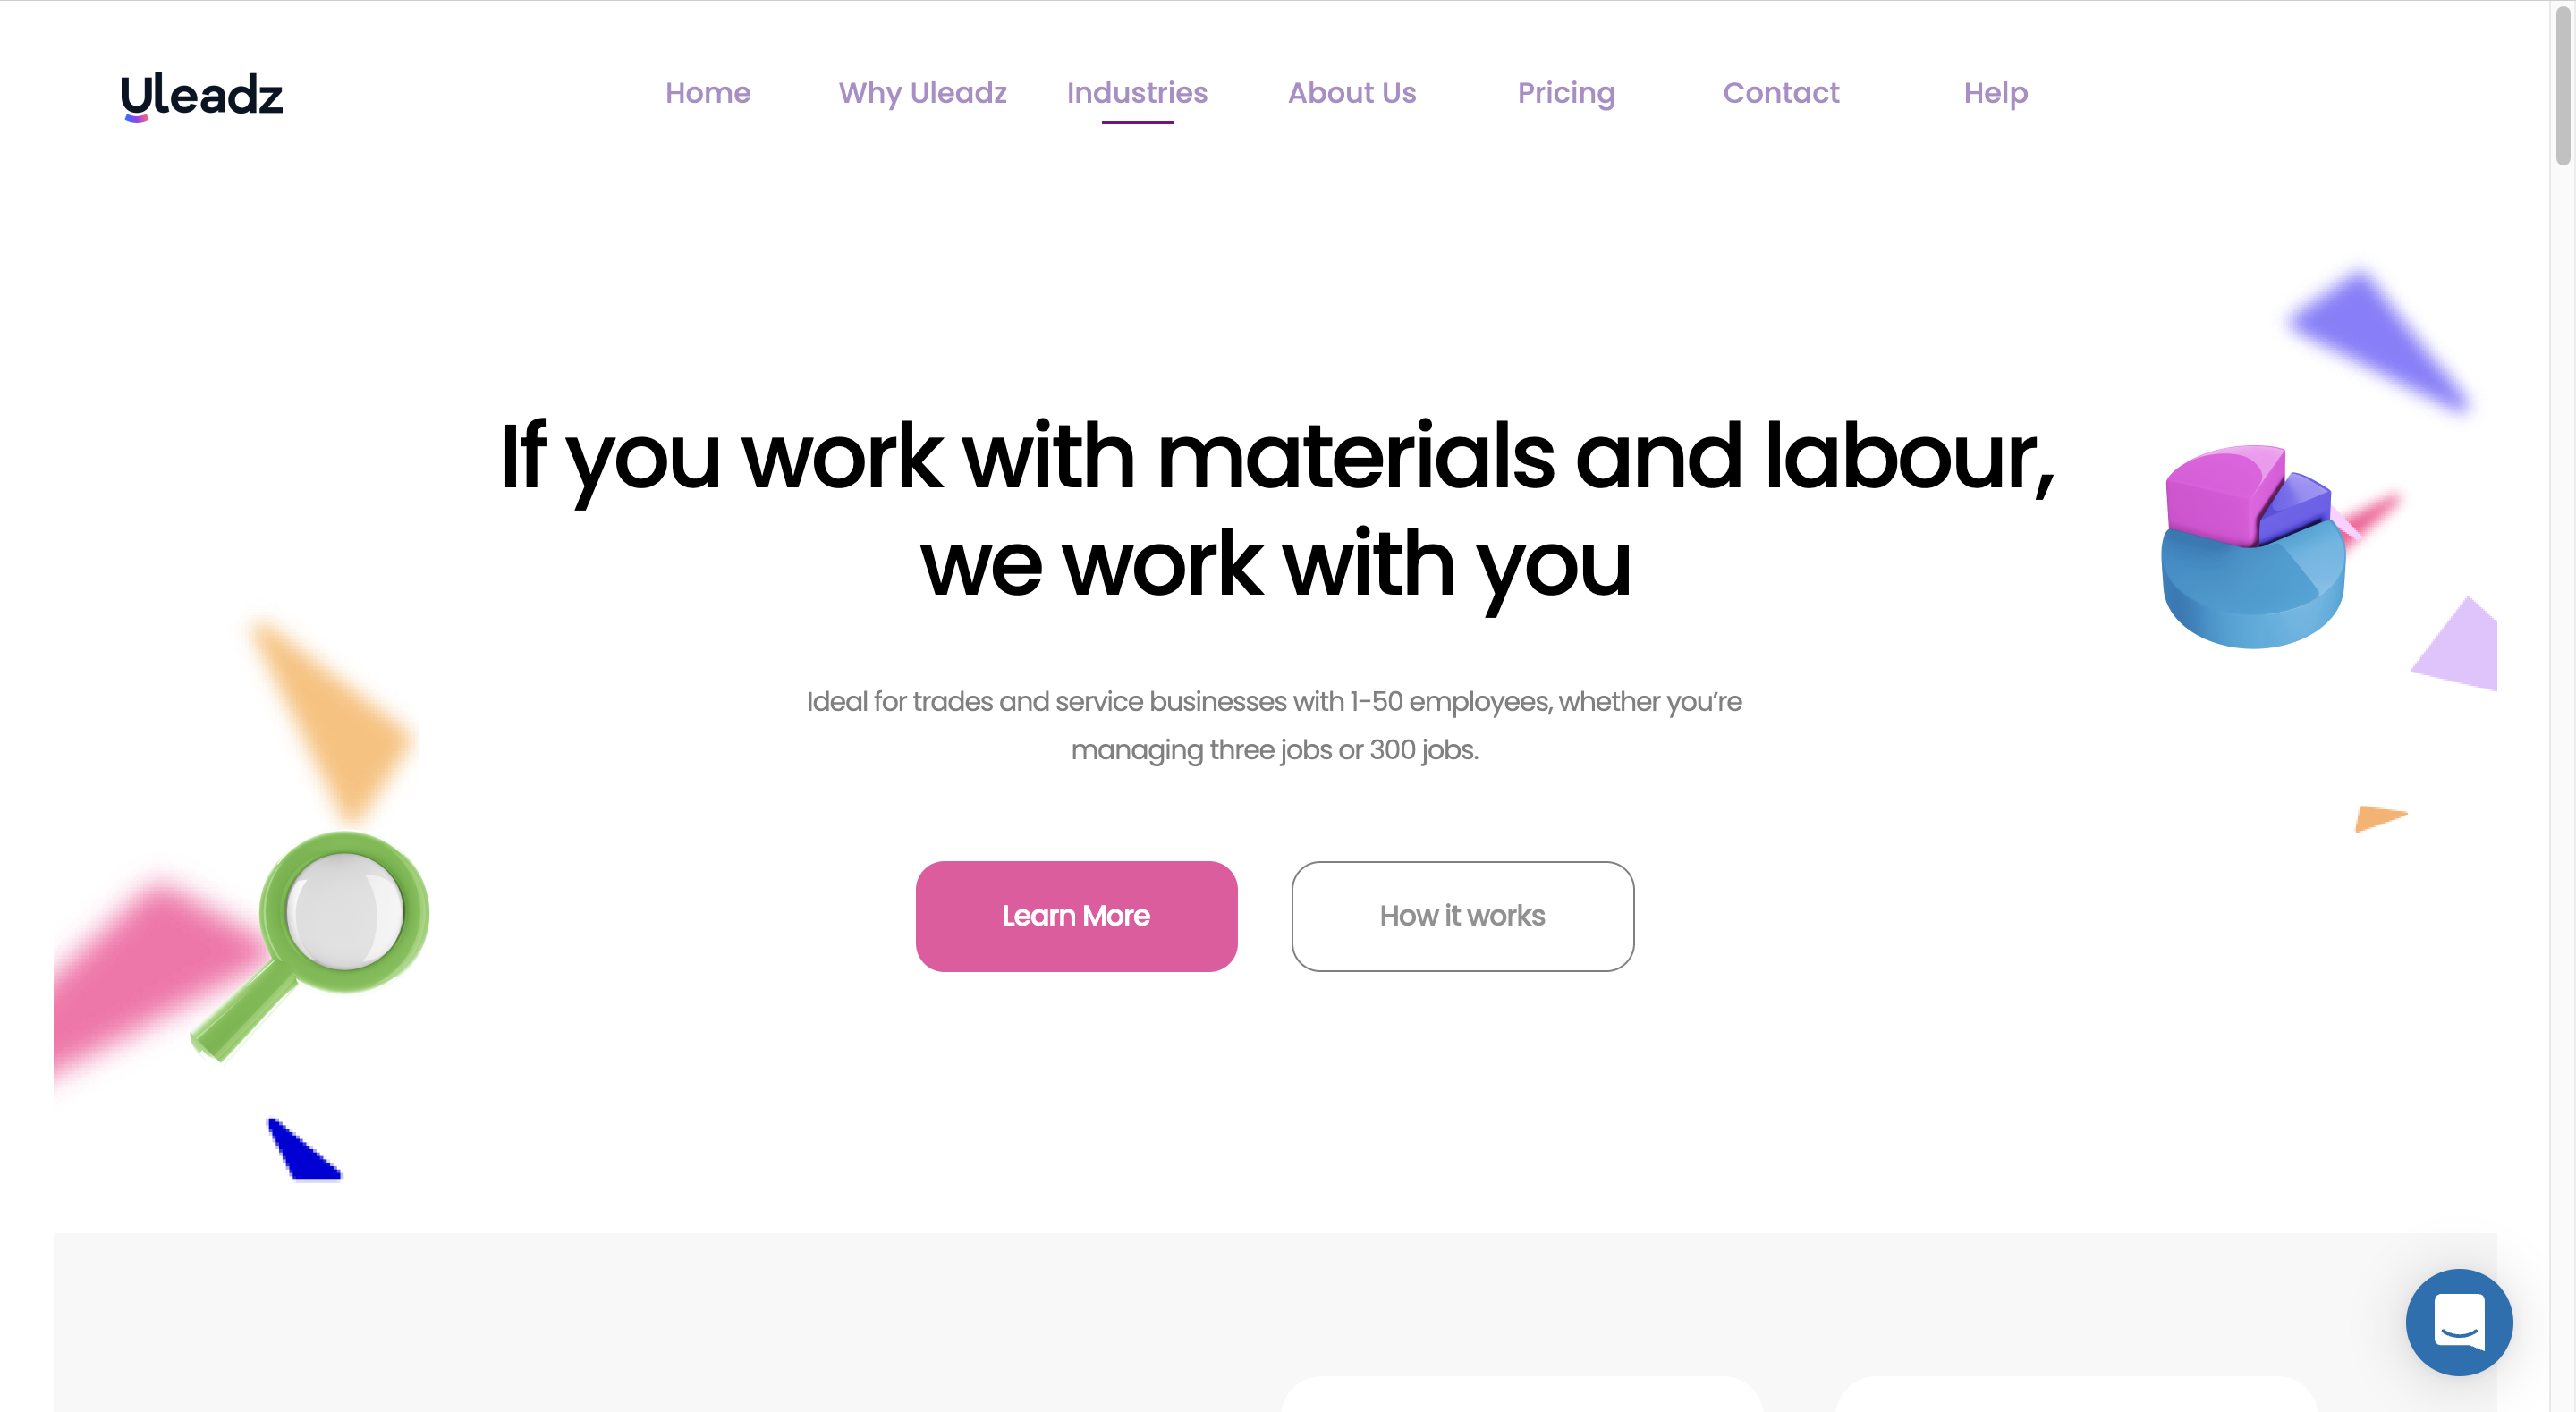 Uleadz
Home Why Uleadz Industries About Us Pricing Contact Help
If you work with materials and labour,
we work with you
Ideal for trades and service businesses with 1-50 employees, whether you’re
managing three jobs or 300 jobs.
Learn More How it works